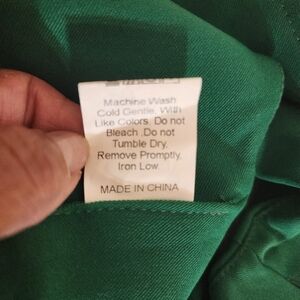 Machine Wash
Cold Gentle, With
Like Colors, Do not
Bleach ,Do not
Tumble Dry,
Remove Promptly,
Iron Low
MADE IN CHINA